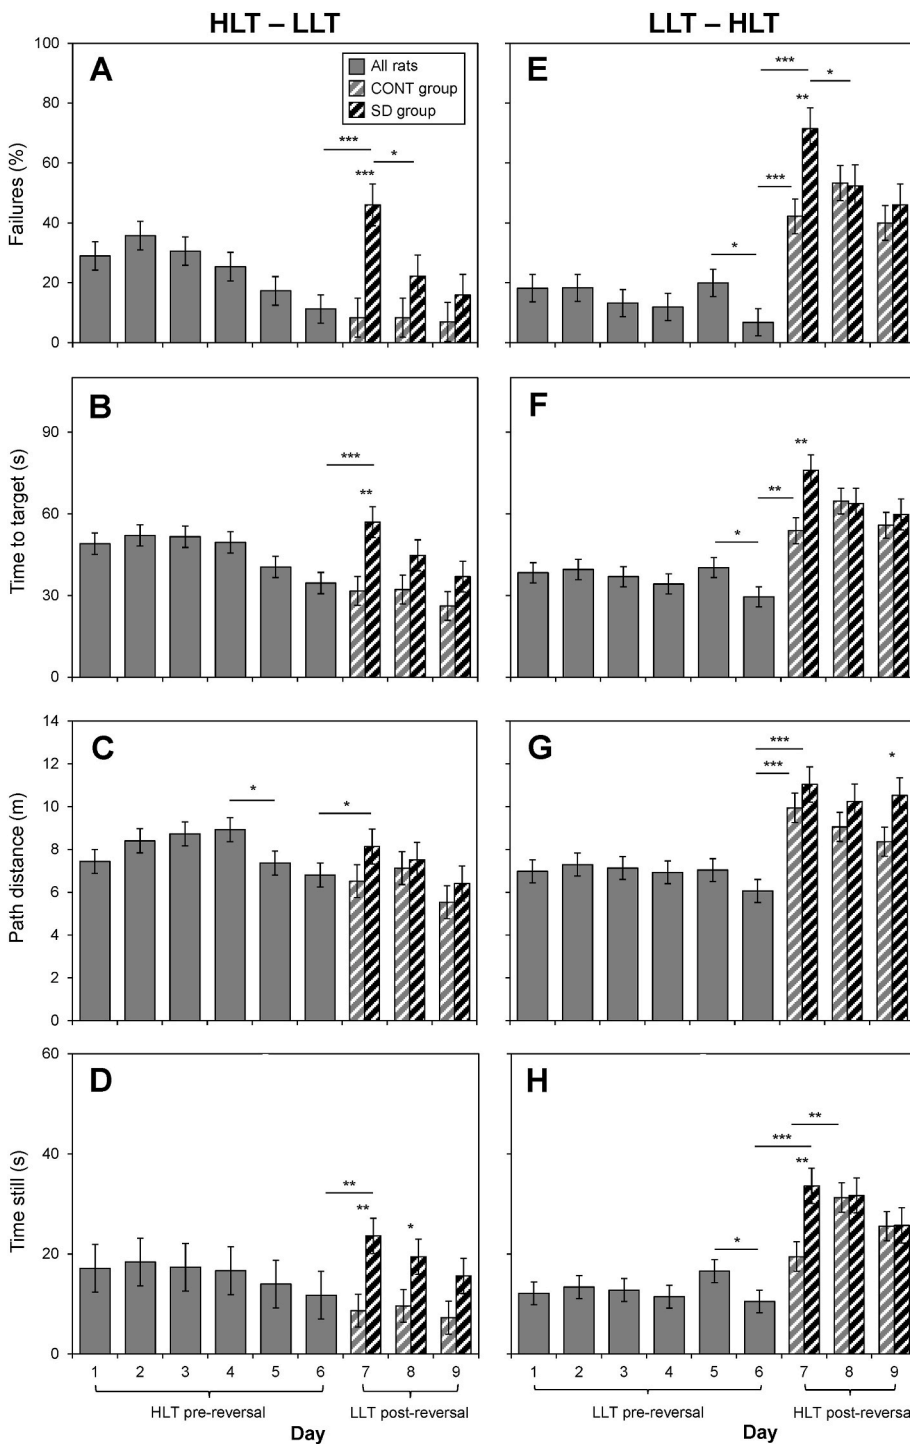 HLT – LLT
LLT – HLT
A
All rats
CONT group
SD group
Failures (%)
100
80
60
40
20
0
***
*
***
E
***
*
**
***
*
B
Time to target (s)
90
60
30
0
***
**
F
**
**
*
C
Path distance (m)
14
12
10
8
6
4
2
0
*
*
G
***
***
*
D
Time still (s)
60
40
20
0
**
**
*
H
**
***
**
*
1 2 3 4 5 6 7 8 9
HLT pre-reversal
LLT post-reversal
Day
1 2 3 4 5 6 7 8 9
LLT pre-reversal
HLT post-reversal
Day